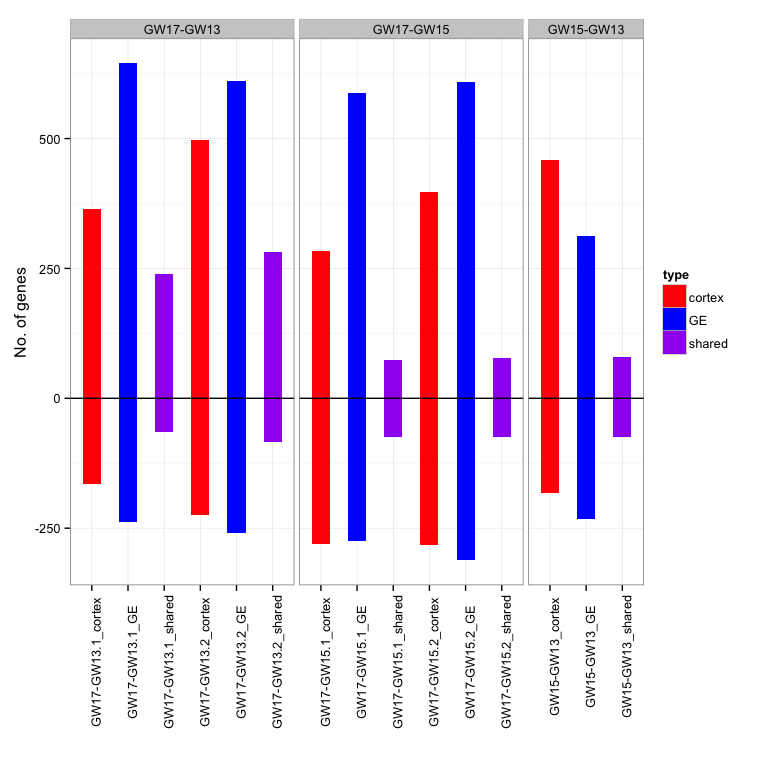 GW17-GW13
GW17-GW15
GW15-GW13
No. of genes
500
250
0
-250
GW17-GW13.1_cortex
GW17-GW13.1_GE
GW17-GW13.1_shared
GW17-GW13.2_cortex
GW17-GW13.2_GE
GW17-GW13.2_shared
GW17-GW15.1_cortex
GW17-GW15.1_GE
GW17-GW15.1_shared
GW17-GW15.2_cortex
GW17-GW15.2_GE
GW17-GW15.2_shared
GW15-GW13_cortex
GW15-GW13_GE
GW15-GW13_shared
type
cortex
GE
shared